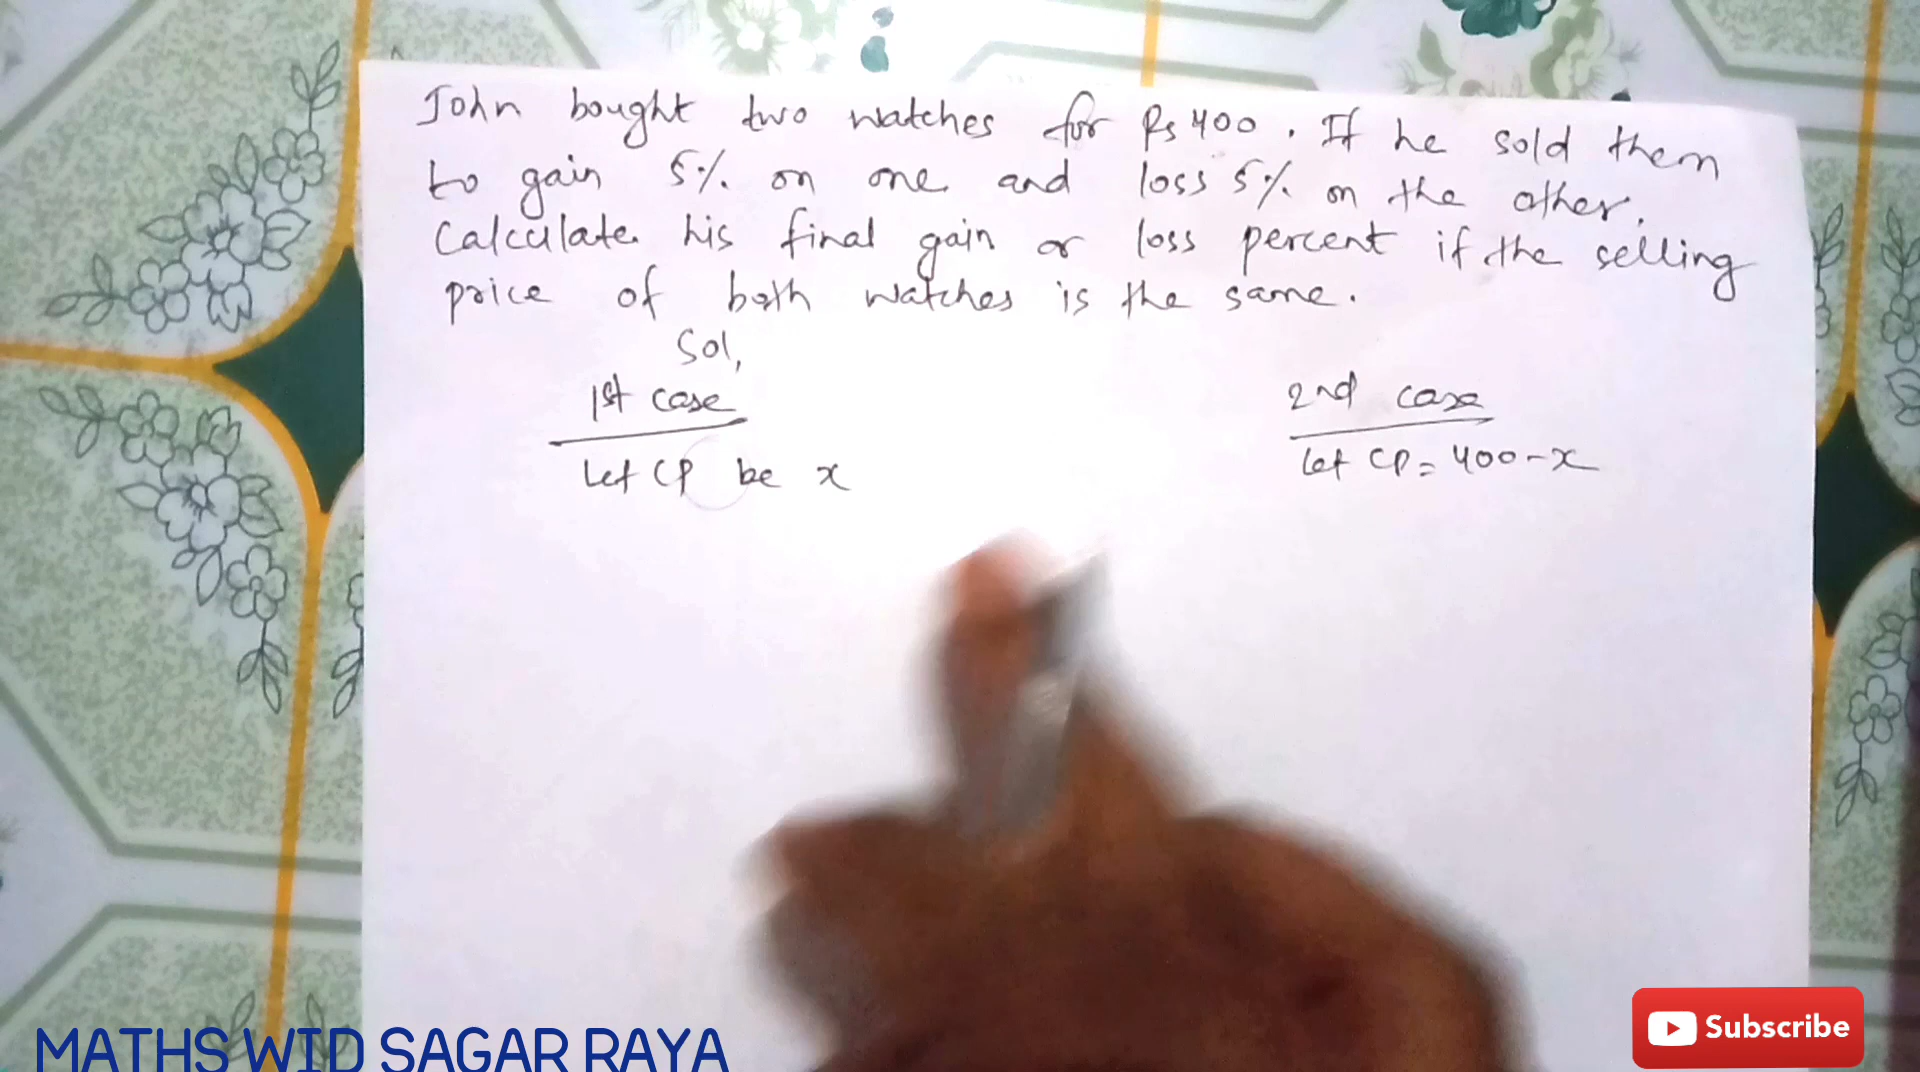 John bought two watches for Rs 400. If he sold them
to gain 5% on one and loss 5% on the other.
Calculate his final gain or loss percent if the selling
price of both watches is the same.
Sol,
1st case
2nd case
Let CP be x
Let CP = 400-x
MATHS WID SAGAR RAYA
Subscribe